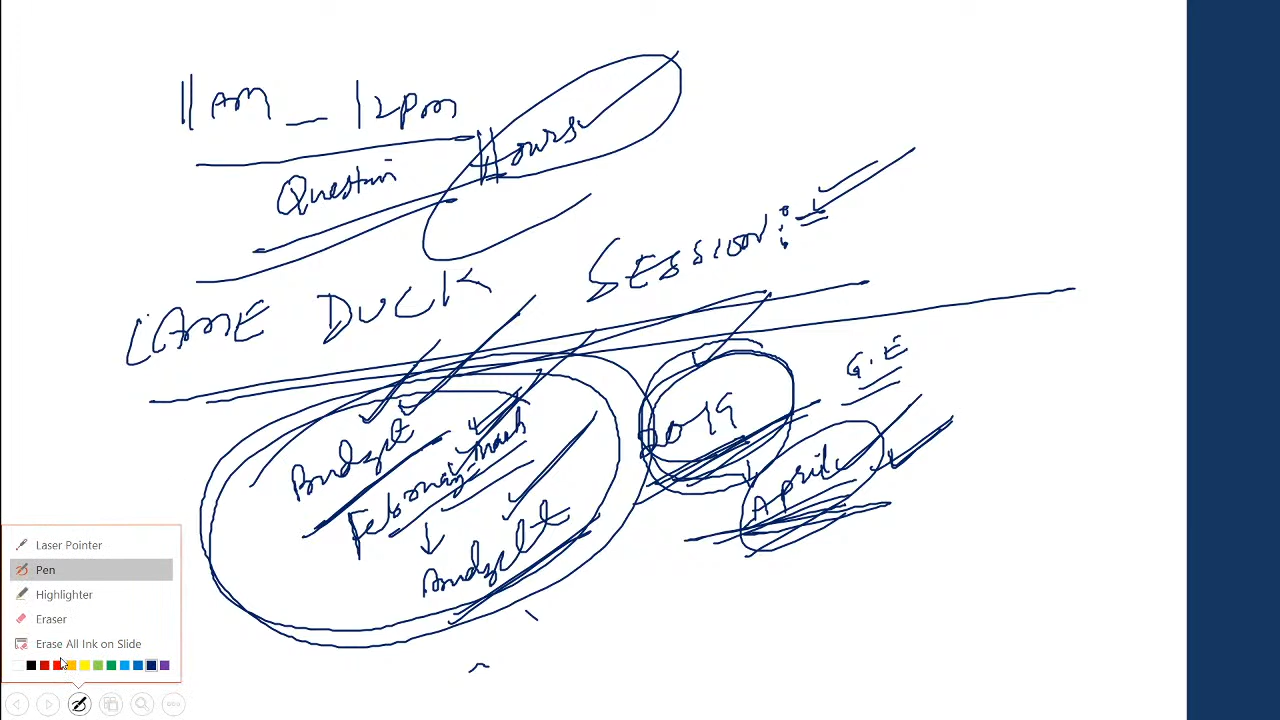 11 AM _ 12 pm
Question Hours
LAME DUCK SESSION:
Budget
2019
G.E
April
Budget
Laser Pointer
Pen
Highlighter
Eraser
Erase All Ink on Slide